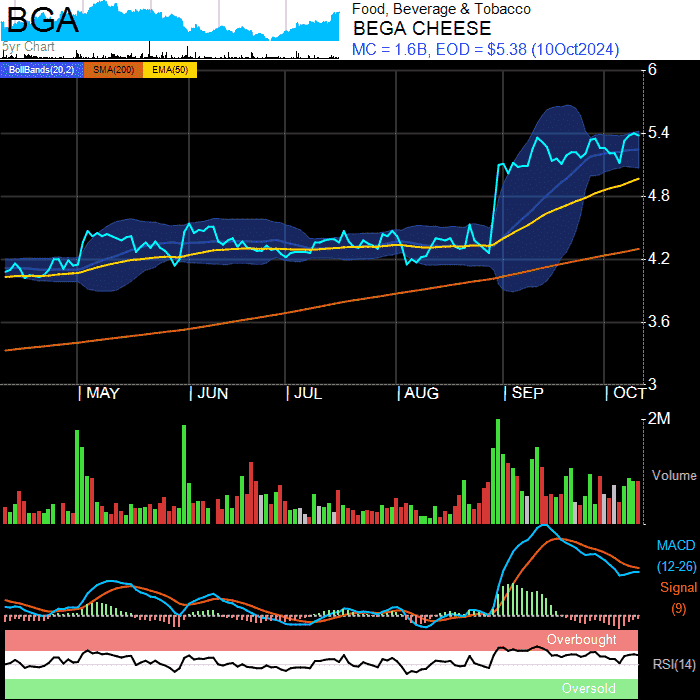 BGA
5yr Chart
Food, Beverage & Tobacco
BEGA CHEESE
MC = 1.6B, EOD = $5.38 (10Oct2024)
BollBands(20,2) SMA(200) EMA(50)
6
5.4
4.8
4.2
3.6
3
| MAY | JUN | JUL | AUG | SEP | OCT
2M
Volume
MACD
(12-26)
Signal
(9)
Overbought
RSI(14)
Oversold